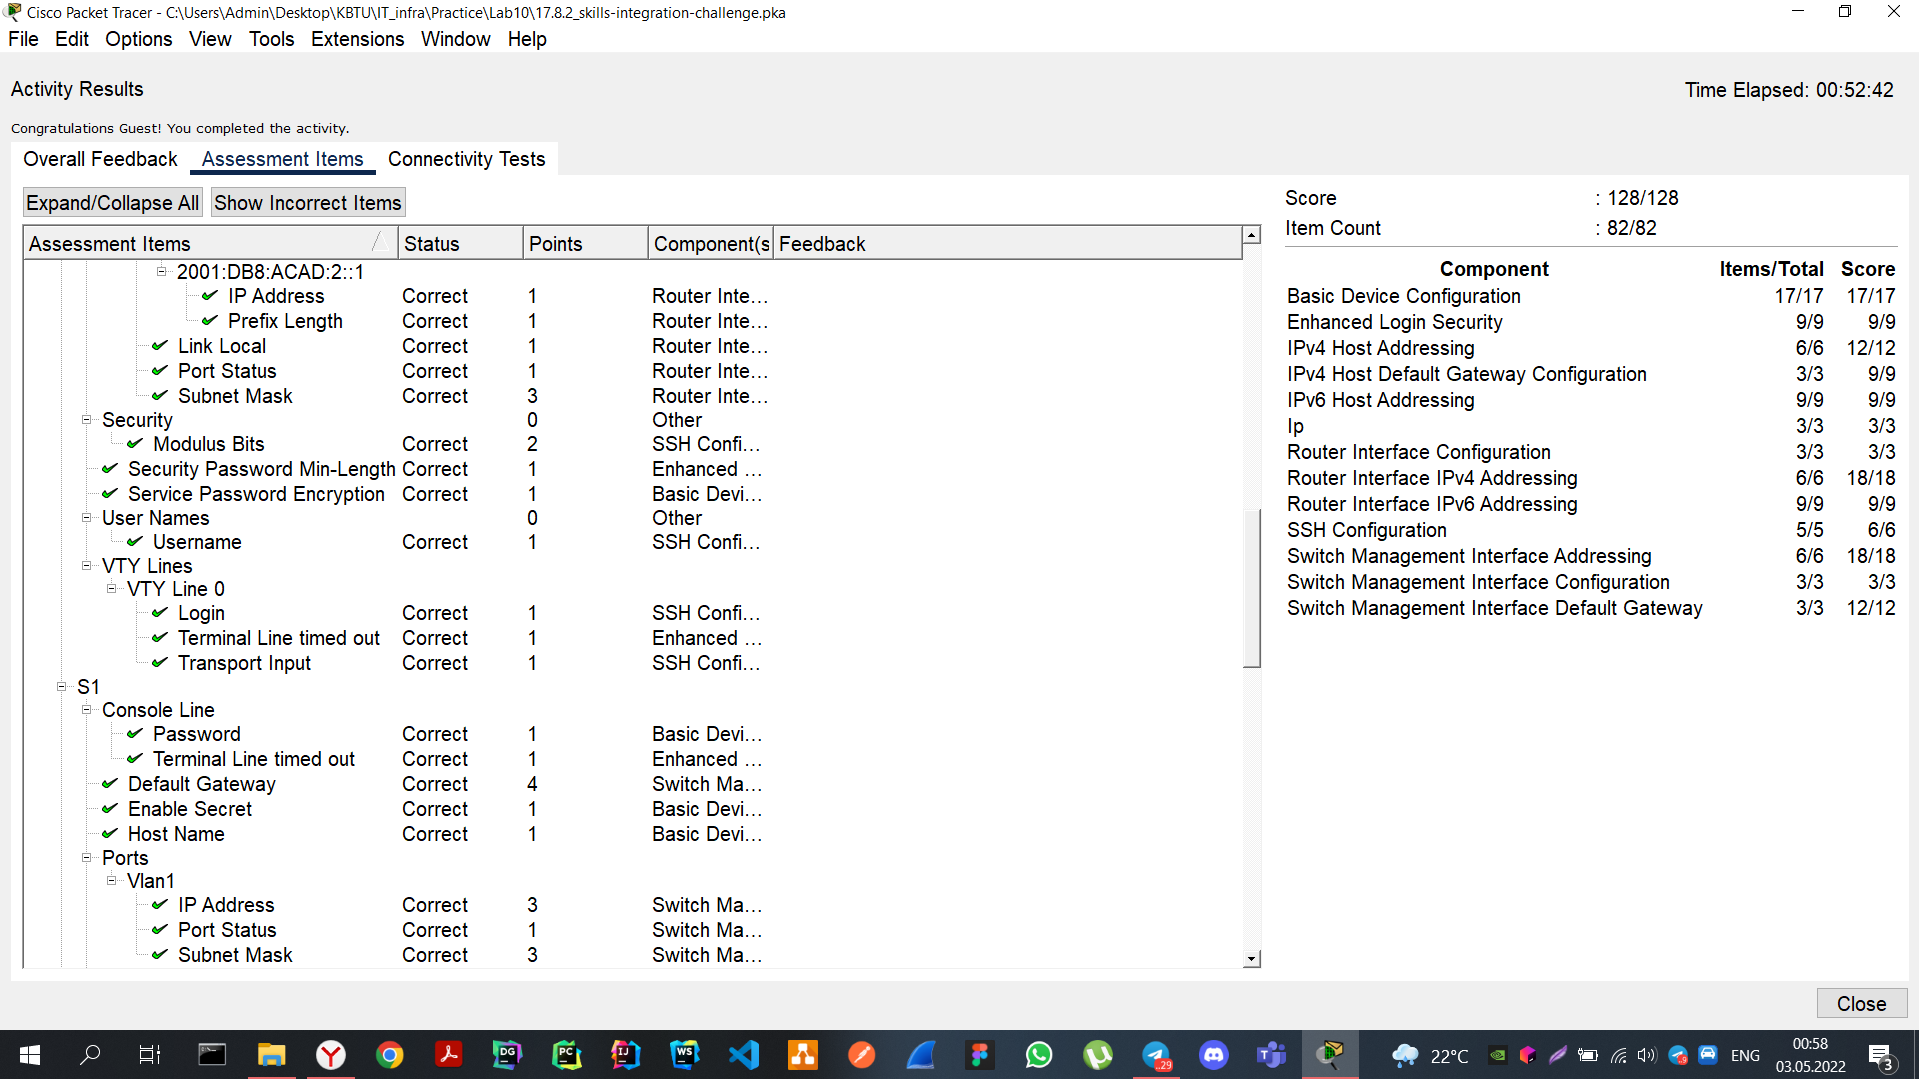 Cisco Packet Tracer - C:\Users\Admin\Desktop\KBTU\IT_infra\Practice\Lab10\17.8.2_skills-integration-challenge.pka
File Edit Options View Tools Extensions Window Help
Activity Results
Time Elapsed: 00:52:42
Congratulations Guest! You completed the activity.
Overall Feedback Assessment Items Connectivity Tests
Expand/Collapse All Show Incorrect Items
Assessment Items Status Points Component(s Feedback
2001:DB8:ACAD:2::1
IP Address Correct 1 Router Inte...
Prefix Length Correct 1 Router Inte...
Link Local Correct 1 Router Inte...
Port Status Correct 1 Router Inte...
Subnet Mask Correct 3 Router Inte...
Security 0 Other
Modulus Bits Correct 2 SSH Confi...
Security Password Min-Length Correct 1 Enhanced ...
Service Password Encryption Correct 1 Basic Devi...
User Names 0 Other
Username Correct 1 SSH Confi...
VTY Lines
VTY Line 0
Login Correct 1 SSH Confi...
Terminal Line timed out Correct 1 Enhanced ...
Transport Input Correct 1 SSH Confi...
S1
Console Line
Password Correct 1 Basic Devi...
Terminal Line timed out Correct 1 Enhanced ...
Default Gateway Correct 4 Switch Ma...
Enable Secret Correct 1 Basic Devi...
Host Name Correct 1 Basic Devi...
Ports
Vlan1
IP Address Correct 3 Switch Ma...
Port Status Correct 1 Switch Ma...
Subnet Mask Correct 3 Switch Ma...
Score : 128/128
Item Count : 82/82
Component Items/Total Score
Basic Device Configuration 17/17 17/17
Enhanced Login Security 9/9 9/9
IPv4 Host Addressing 6/6 12/12
IPv4 Host Default Gateway Configuration 3/3 9/9
IPv6 Host Addressing 9/9 9/9
Ip 3/3 3/3
Router Interface Configuration 3/3 3/3
Router Interface IPv4 Addressing 6/6 18/18
Router Interface IPv6 Addressing 9/9 9/9
SSH Configuration 5/5 6/6
Switch Management Interface Addressing 6/6 18/18
Switch Management Interface Configuration 3/3 3/3
Switch Management Interface Default Gateway 3/3 12/12
Close
DG PC IJ WS 29 22°C 9 ENG 00:58
03.05.2022 3